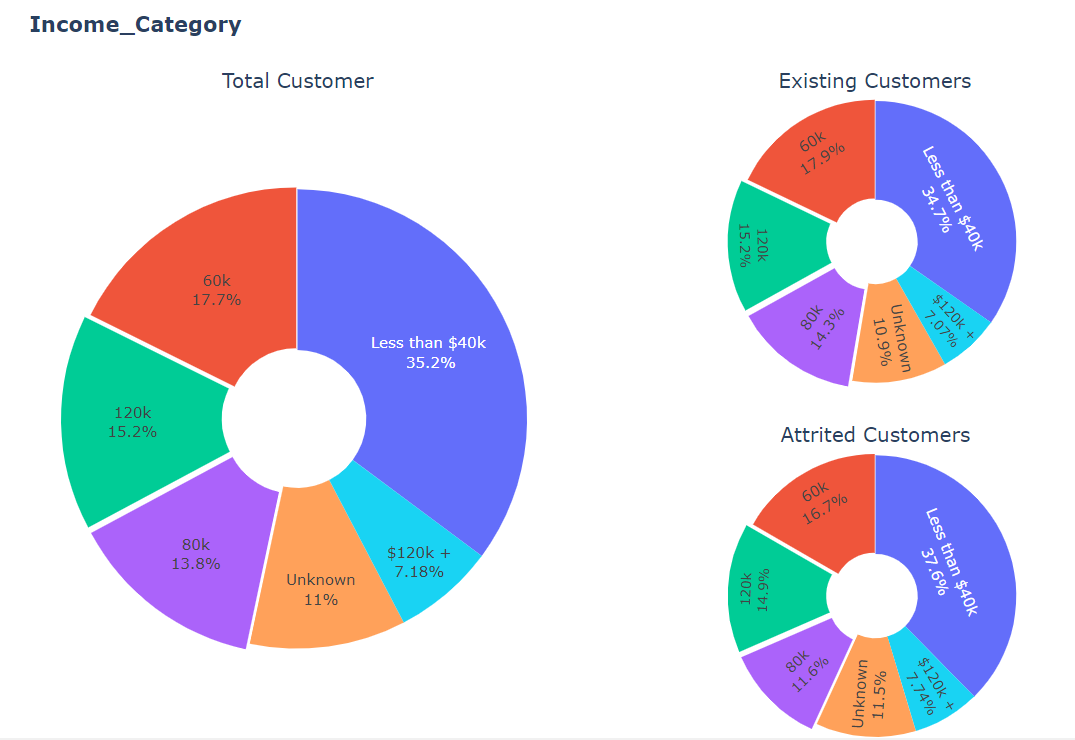 Income_Category
Total Customer
60k
17.7%
Less than $40k
35.2%
120k
15.2%
80k
13.8%
Unknown
11%
$120k +
7.18%
Existing Customers
60k
17.9%
Less than $40k
34.7%
120k
15.2%
80k
14.3%
Unknown
10.9%
$120k +
7.07%
Attrited Customers
60k
16.7%
Less than $40k
37.6%
120k
14.9%
80k
11.6%
Unknown
11.5%
$120k +
7.74%